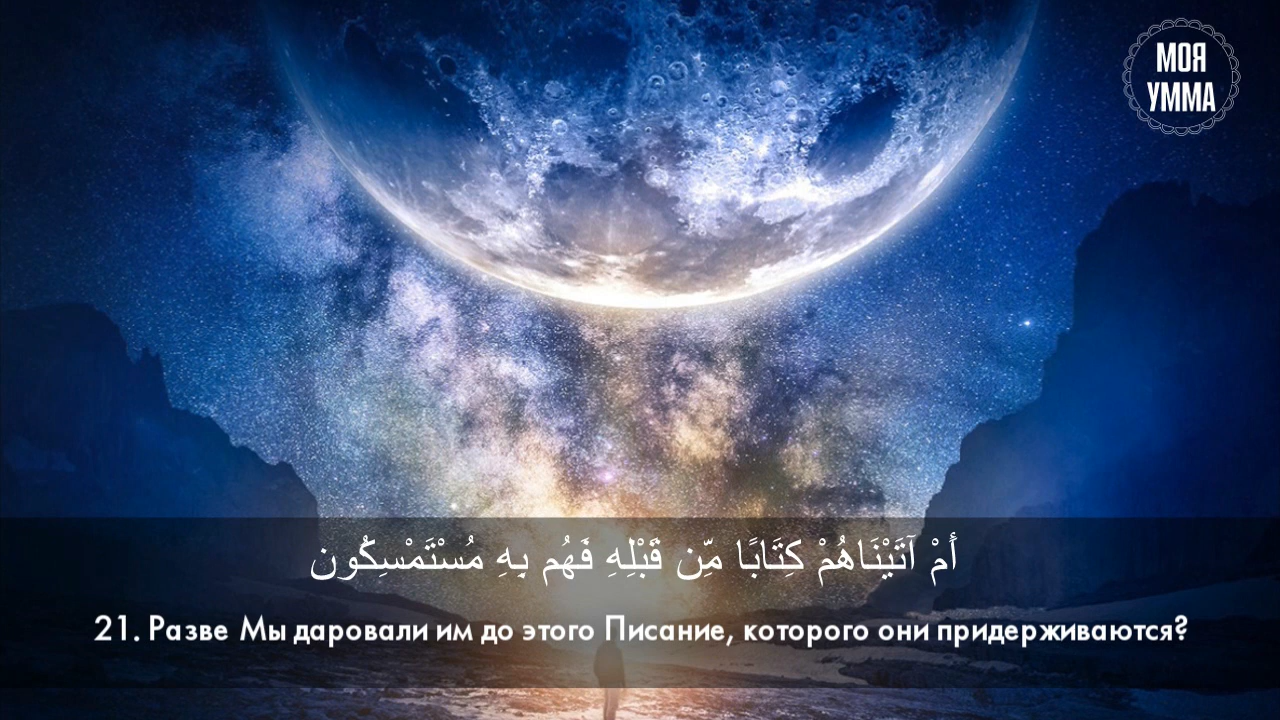 МОЯ
УММА
أَمْ آتَيْنَاهُمْ كِتَابًا مِّن قَبْلِهِ فَهُم بِهِ مُسْتَمْسِكُون
21. Разве Мы даровали им до этого Писание, которого они придерживаются?